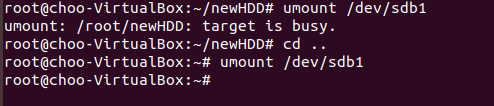 root@choo-VirtualBox:~/newHDD# umount /dev/sdb1
umount: /root/newHDD: target is busy.
root@choo-VirtualBox:~/newHDD# cd ..
root@choo-VirtualBox:~# umount /dev/sdb1
root@choo-VirtualBox:~#